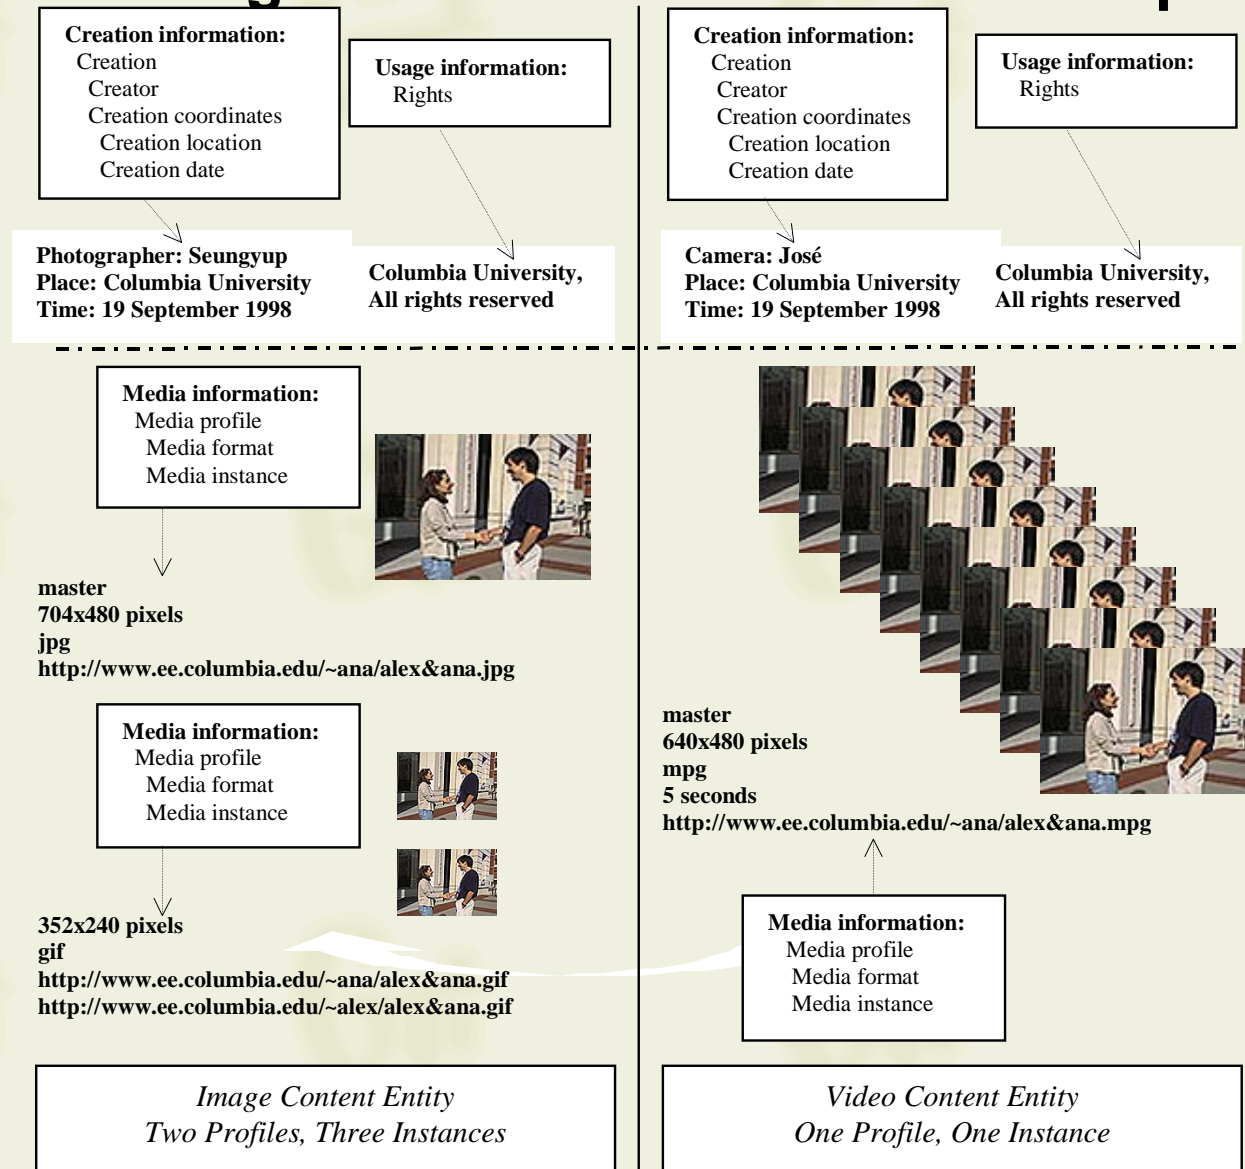 Creation information:
Creation
Creator
Creation coordinates
Creation location
Creation date
Usage information:
Rights
Photographer: Seungyup
Place: Columbia University
Time: 19 September 1998
Columbia University,
All rights reserved
Media information:
Media profile
Media format
Media instance
master
704x480 pixels
jpg
http://www.ee.columbia.edu/~ana/alex&ana.jpg
Media information:
Media profile
Media format
Media instance
352x240 pixels
gif
http://www.ee.columbia.edu/~ana/alex&ana.gif
http://www.ee.columbia.edu/~alex/alex&ana.gif
Image Content Entity
Two Profiles, Three Instances
Creation information:
Creation
Creator
Creation coordinates
Creation location
Creation date
Usage information:
Rights
Camera: José
Place: Columbia University
Time: 19 September 1998
Columbia University,
All rights reserved
master
640x480 pixels
mpg
5 seconds
http://www.ee.columbia.edu/~ana/alex&ana.mpg
Media information:
Media profile
Media format
Media instance
Video Content Entity
One Profile, One Instance